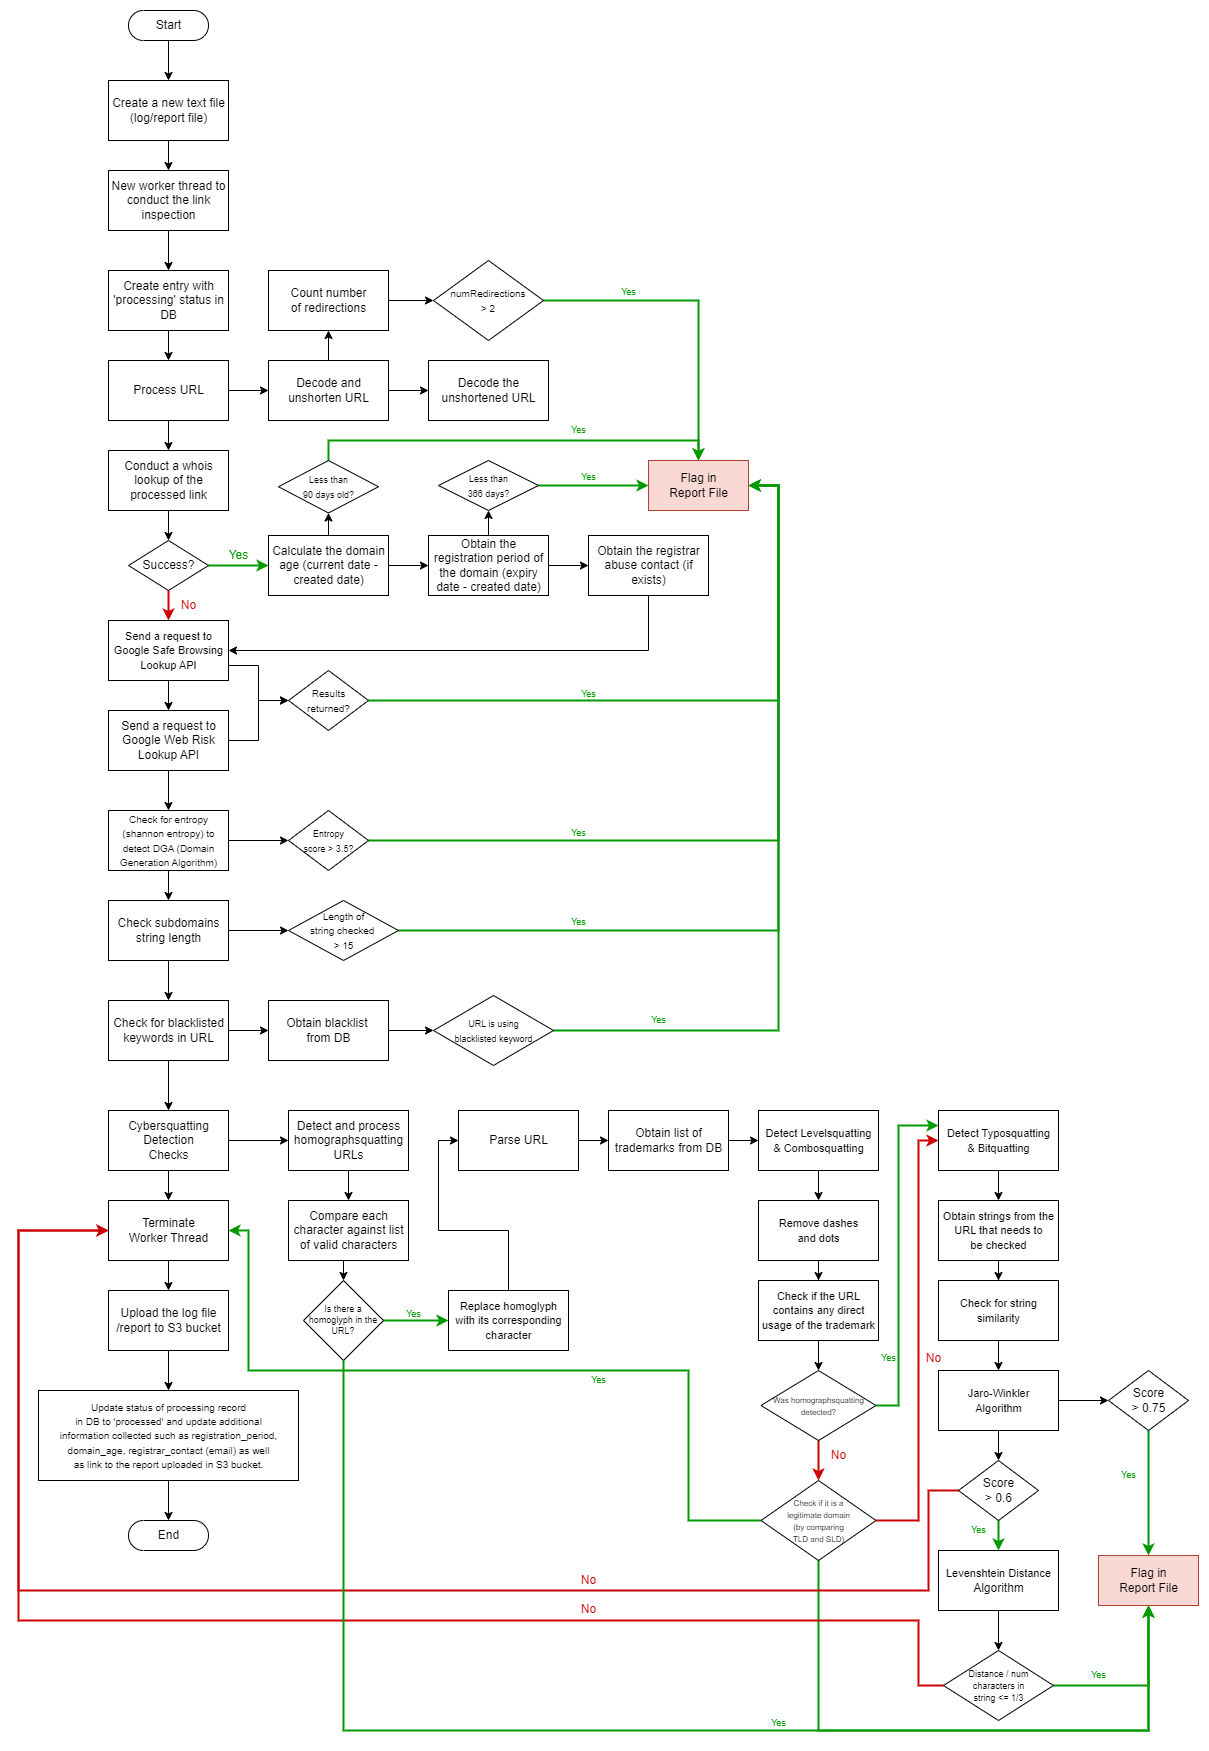 Start
Create a new text file
(log/report file)
New worker thread to
conduct the link
inspection
Create entry with
'processing' status in
DB
Count number
of redirections
numRedirections
> 2
Yes
Process URL
Decode and
unshorten URL
Decode the
unshortened URL
Yes
Conduct a whois
lookup of the
processed link
Less than
90 days old?
Less than
366 days?
Yes
Flag in
Report File
Success?
Yes
Calculate the domain
age (current date -
created date)
Obtain the
registration period of
the domain (expiry
date - created date)
Obtain the registrar
abuse contact (if
exists)
No
Send a request to
Google Safe Browsing
Lookup API
Results
returned?
Yes
Send a request to
Google Web Risk
Lookup API
Check for entropy
(shannon entropy) to
detect DGA (Domain
Generation Algorithm)
Entropy
score > 3.5?
Yes
Check subdomains
string length
Length of
string checked
> 15
Yes
Check for blacklisted
keywords in URL
Obtain blacklist
from DB
URL is using
blacklisted keyword
Yes
Cybersquatting
Detection
Checks
Detect and process
homographsquatting
URLs
Parse URL
Obtain list of
trademarks from DB
Detect Levelsquatting
& Combosquatting
Detect Typosquatting
& Bitquatting
Terminate
Worker Thread
Compare each
character against list
of valid characters
Remove dashes
and dots
Obtain strings from the
URL that needs to
be checked
Upload the log file
/report to S3 bucket
Is there a
homoglyph in the
URL?
Yes
Replace homoglyph
with its corresponding
character
Check if the URL
contains any direct
usage of the trademark
Check for string
similarity
Yes
No
Yes
Update status of processing record
in DB to 'processed' and update additional
information collected such as registration_period,
domain_age, registrar_contact (email) as well
as link to the report uploaded in S3 bucket.
Was homographsquatting
detected?
Jaro-Winkler
Algorithm
Score
> 0.75
No
Yes
Check if it is a
legitimate domain
(by comparing
TLD and SLD)
Score
> 0.6
Yes
End
No
Levenshtein Distance
Algorithm
Flag in
Report File
No
Distance / num
characters in
string <= 1/3
Yes
Yes